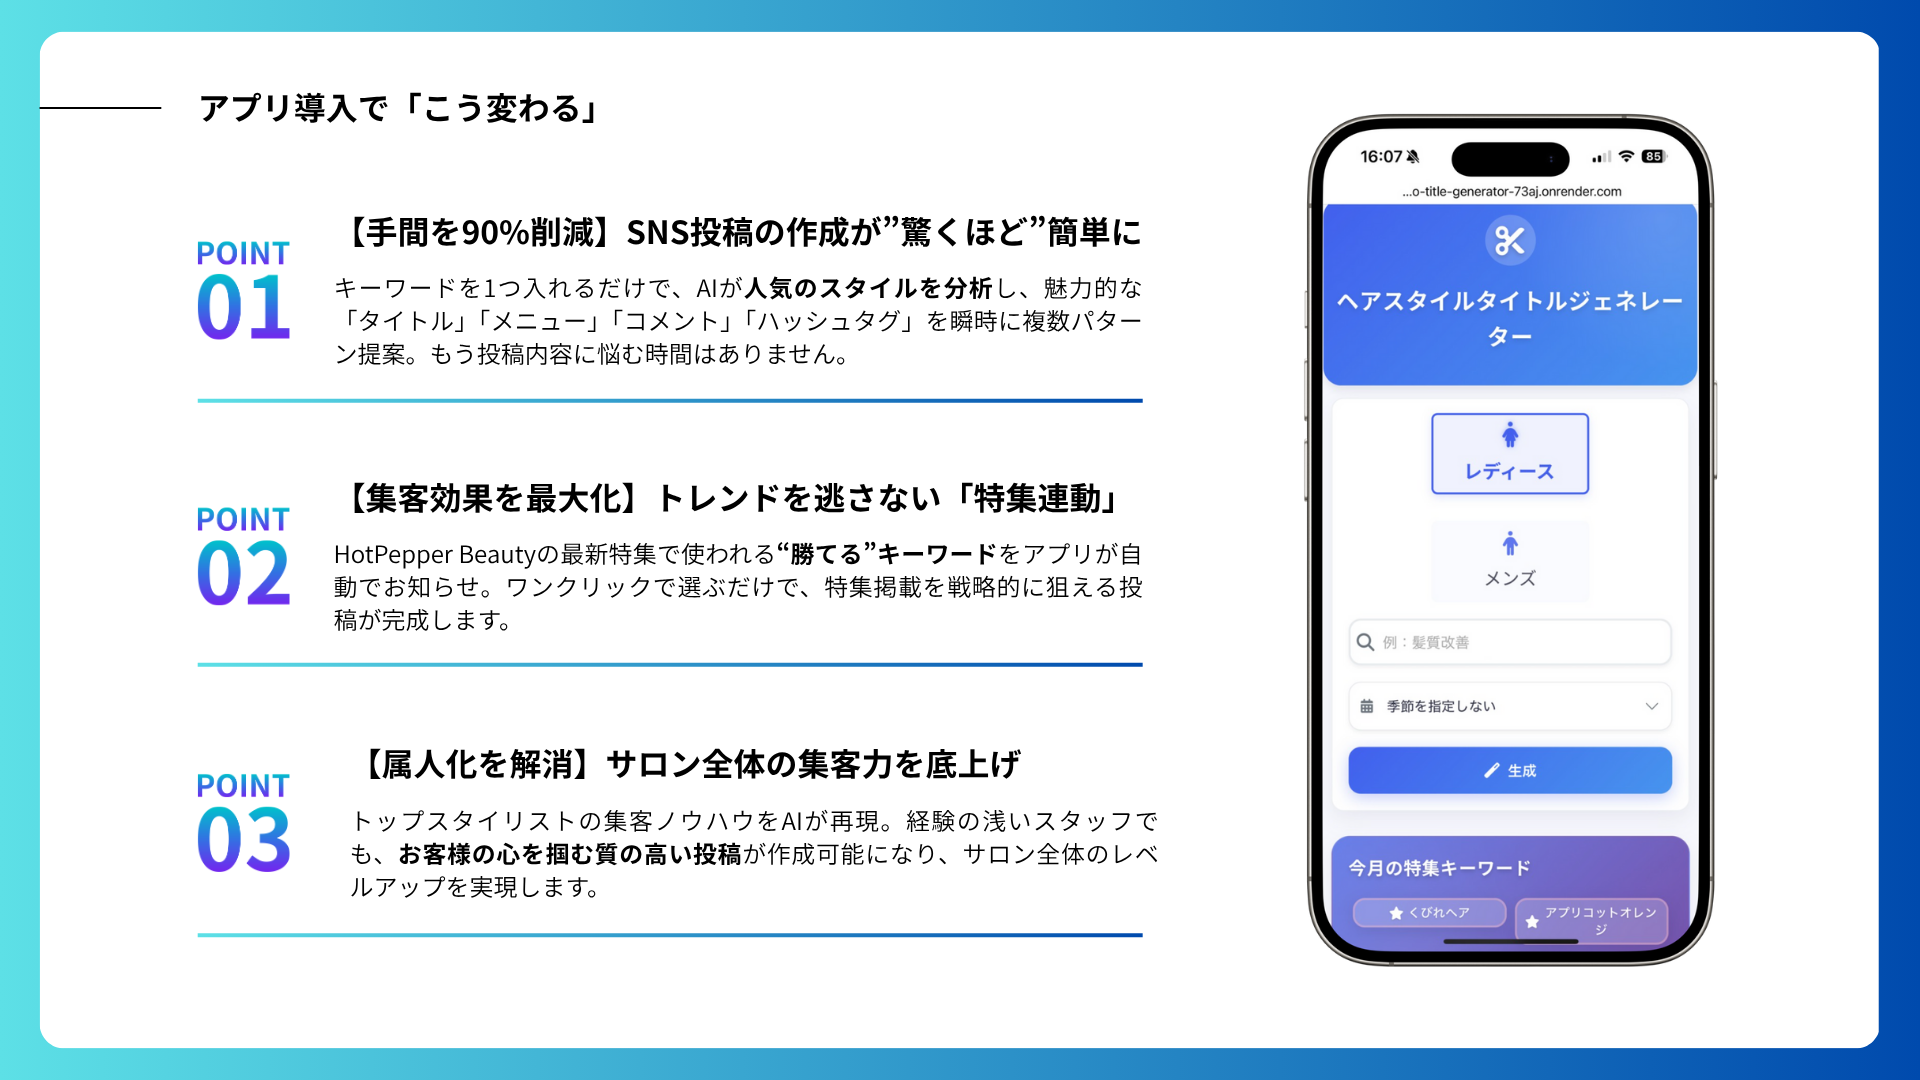 アプリ導入で「こう変わる」
POINT
01
【手間を90%削減】SNS投稿の作成が”驚くほど”簡単に
キーワードを1つ入れるだけで、AIが人気のスタイルを分析し、魅力的な
「タイトル」「メニュー」「コメント」「ハッシュタグ」を瞬時に複数パター
ン提案。もう投稿内容に悩む時間はありません。
POINT
02
【集客効果を最大化】トレンドを逃さない「特集連動」
HotPepper Beautyの最新特集で使われる“勝てる”キーワードをアプリが自
動でお知らせ。ワンクリックで選ぶだけで、特集掲載を戦略的に狙える投
稿が完成します。
POINT
03
【属人化を解消】サロン全体の集客力を底上げ
トップスタイリストの集客ノウハウをAIが再現。経験の浅いスタッフで
も、お客様の心を掴む質の高い投稿が作成可能になり、サロン全体のレベ
ルアップを実現します。
16:07
85
...o-title-generator-73aj.onrender.com
ヘアスタイルタイトルジェネレー
ター
レディース
メンズ
例：髪質改善
季節を指定しない
生成
今月の特集キーワード
くびれヘア
アプリコットオレン
ジ